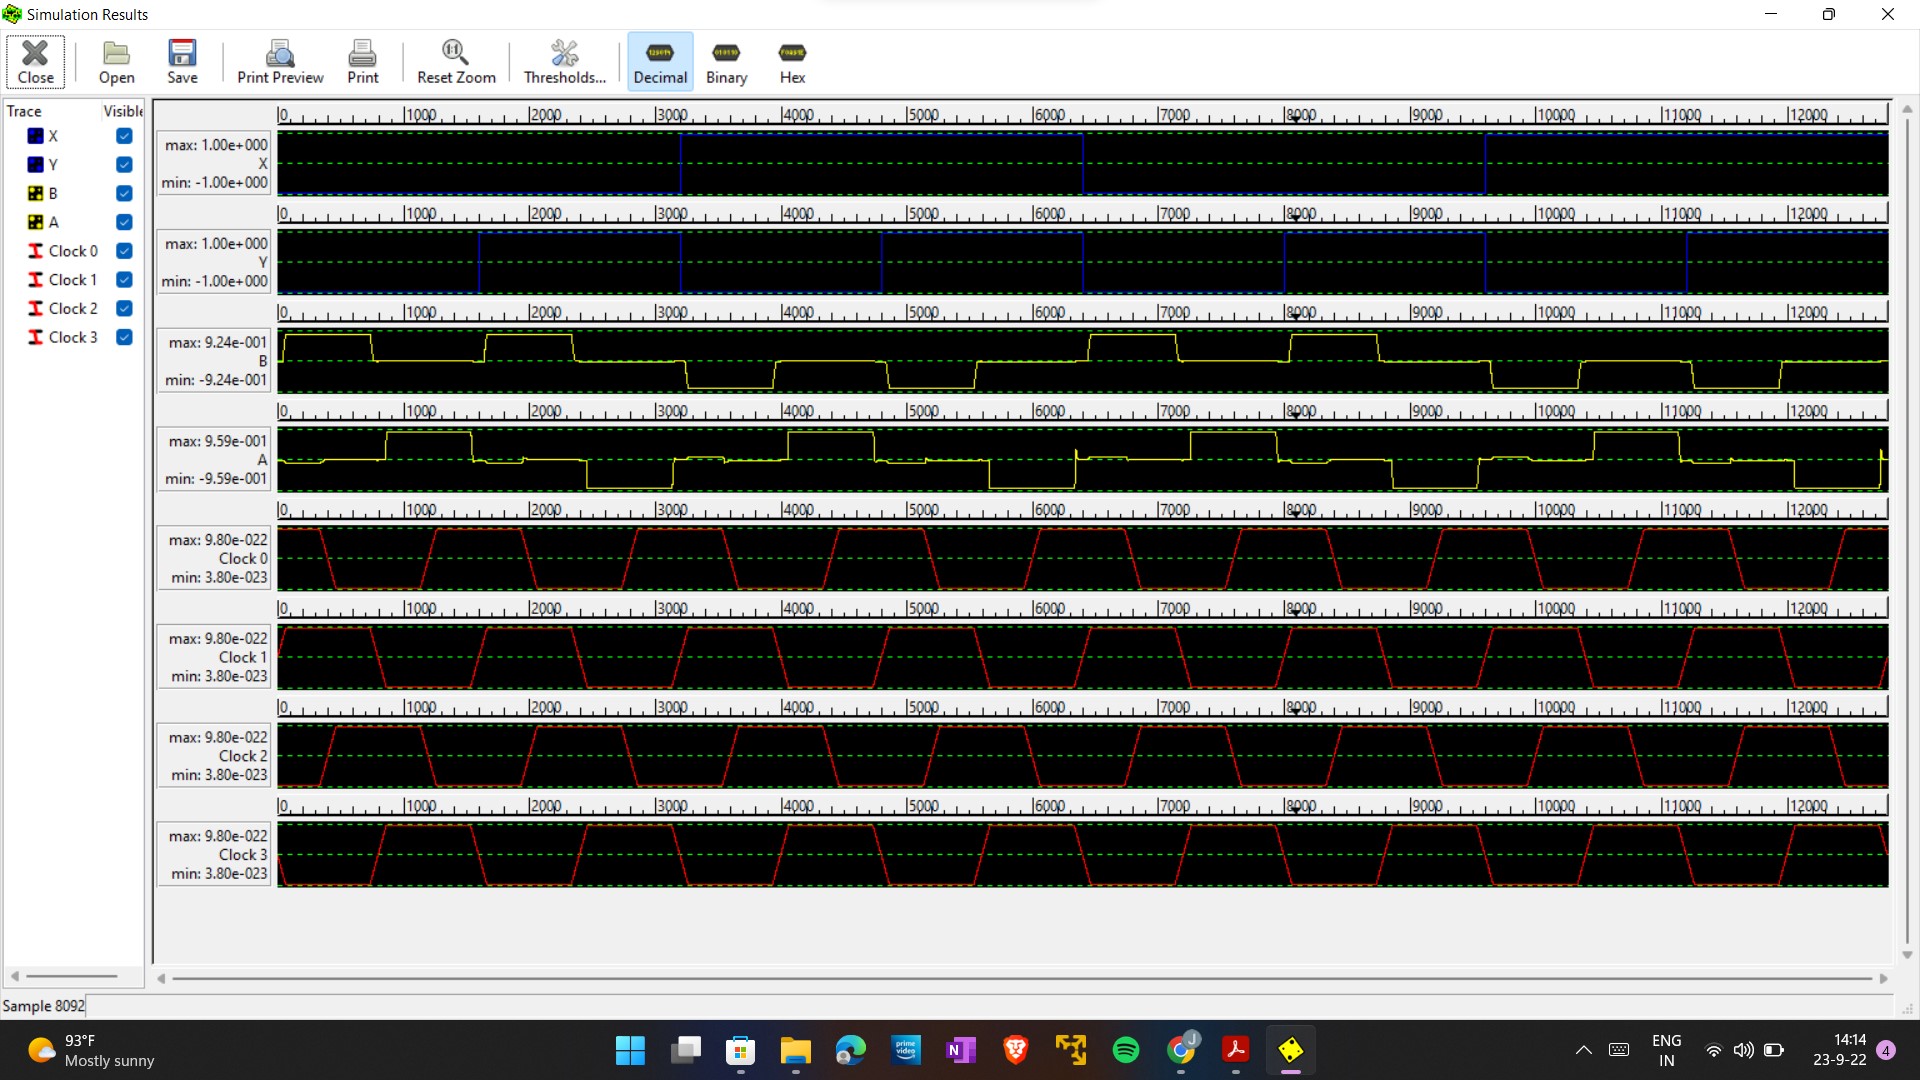 Simulation Results
Close Open Save Print Preview Print Reset Zoom Thresholds... Decimal Binary Hex
Trace Visible
X
Y
B
A
Clock 0
Clock 1
Clock 2
Clock 3
0 1000 2000 3000 4000 5000 6000 7000 8000 9000 10000 11000 12000
max: 1.00e+000
X
min: -1.00e+000
0 1000 2000 3000 4000 5000 6000 7000 8000 9000 10000 11000 12000
max: 1.00e+000
Y
min: -1.00e+000
0 1000 2000 3000 4000 5000 6000 7000 8000 9000 10000 11000 12000
max: 9.24e-001
B
min: -9.24e-001
0 1000 2000 3000 4000 5000 6000 7000 8000 9000 10000 11000 12000
max: 9.59e-001
A
min: -9.59e-001
0 1000 2000 3000 4000 5000 6000 7000 8000 9000 10000 11000 12000
max: 9.80e-022
Clock 0
min: 3.80e-023
0 1000 2000 3000 4000 5000 6000 7000 8000 9000 10000 11000 12000
max: 9.80e-022
Clock 1
min: 3.80e-023
0 1000 2000 3000 4000 5000 6000 7000 8000 9000 10000 11000 12000
max: 9.80e-022
Clock 2
min: 3.80e-023
0 1000 2000 3000 4000 5000 6000 7000 8000 9000 10000 11000 12000
max: 9.80e-022
Clock 3
min: 3.80e-023
Sample 8092
93°F
Mostly sunny
prime video
N
J
ENG
IN
14:14
23-9-22
4